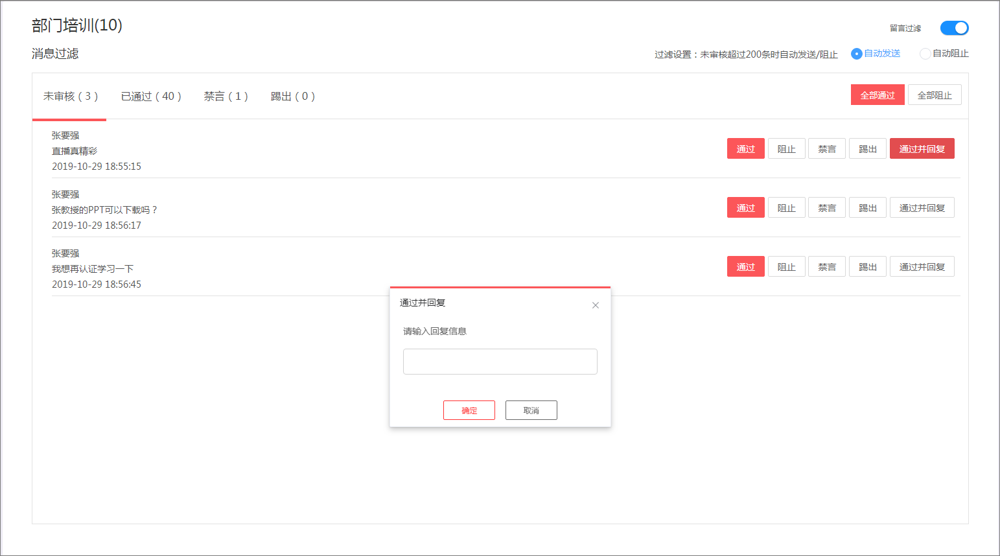 部门培训(10)
留言过滤
消息过滤
过滤设置：未审核超过200条时自动发送/阻止 自动发送 自动阻止
未审核（3） 已通过（40） 禁言（1） 踢出（0） 全部通过 全部阻止
张要强
直播真精彩
2019-10-29 18:55:15
通过 阻止 禁言 踢出 通过并回复
张要强
张教授的PPT可以下载吗？
2019-10-29 18:56:17
通过 阻止 禁言 踢出 通过并回复
张要强
我想再认证学习一下
2019-10-29 18:56:45
通过 阻止 禁言 踢出 通过并回复
通过并回复
请输入回复信息
确定 取消